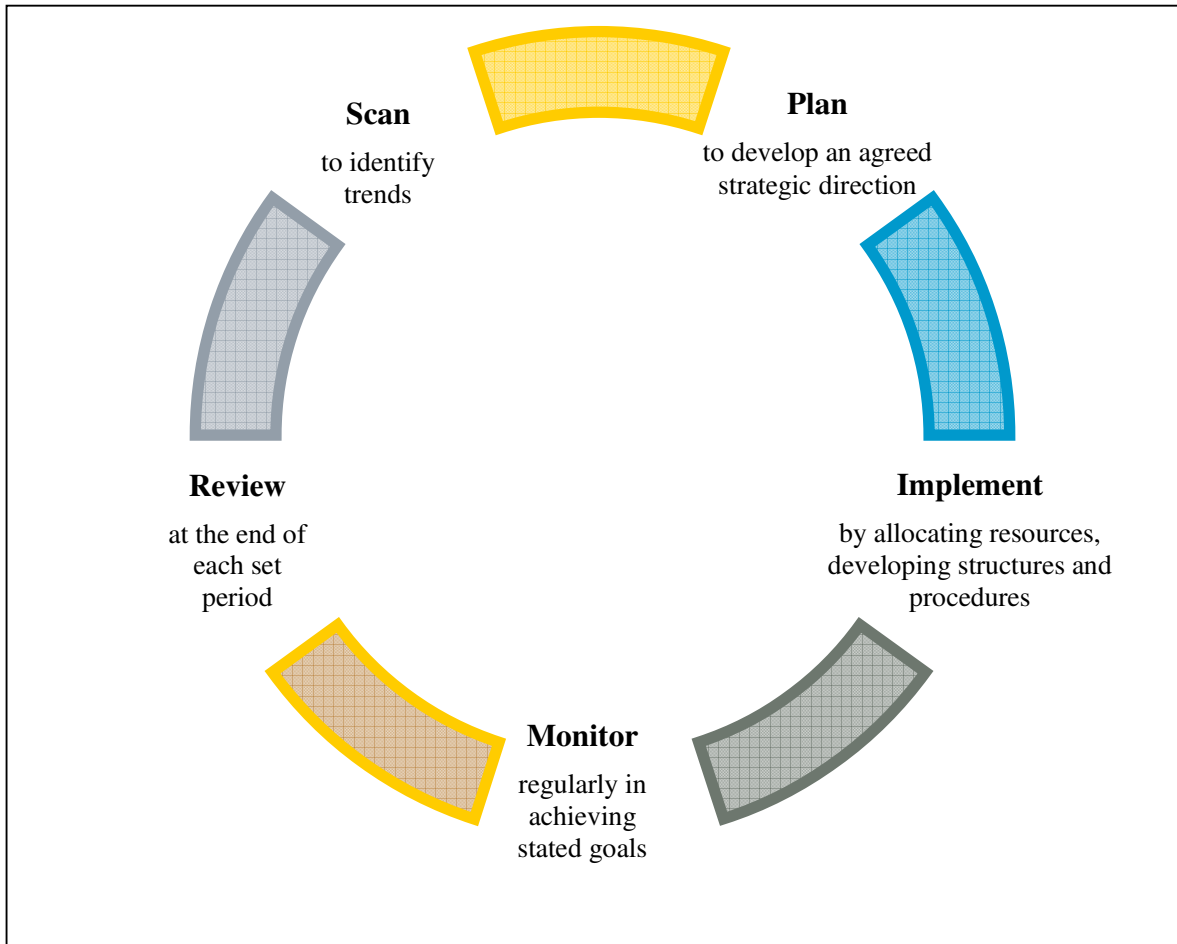 Scan
to identify
trends
Plan
to develop an agreed
strategic direction
Implement
by allocating resources,
developing structures and
procedures
Monitor
regularly in
achieving
stated goals
Review
at the end of
each set
period